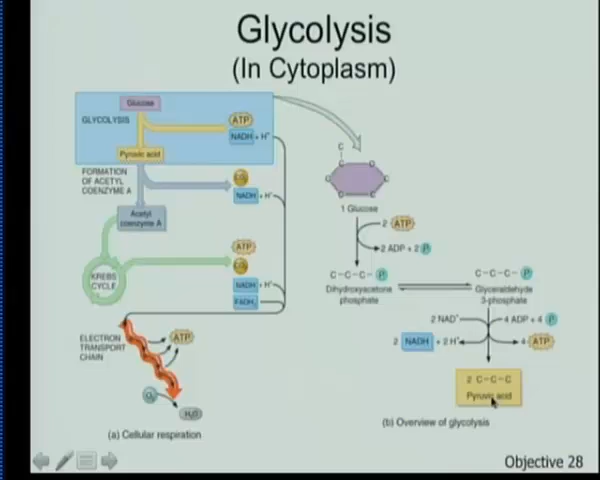 Glycolysis
(In Cytoplasm)
Glucose
GLYCOLYSIS
ATP
NADH + H+
Pyruvic acid
FORMATION
OF ACETYL
COENZYME A
CO2
NADH + H+
Acetyl
coenzyme A
ATP
CO2
KREBS
CYCLE
NADH + H+
FADH2
ELECTRON
TRANSPORT
CHAIN
ATP
O2
H2O
(a) Cellular respiration
C
C O
C C
C C
1 Glucose
2 ATP
2 ADP + 2 P
C-C-C- P
Dihydroxyacetone
phosphate
C-C-C- P
Glyceraldehyde
3-phosphate
2 NAD+
4 ADP + 4 P
2 NADH + 2 H+
4 ATP
2 C-C-C
Pyruvic acid
(b) Overview of glycolysis
Objective 28